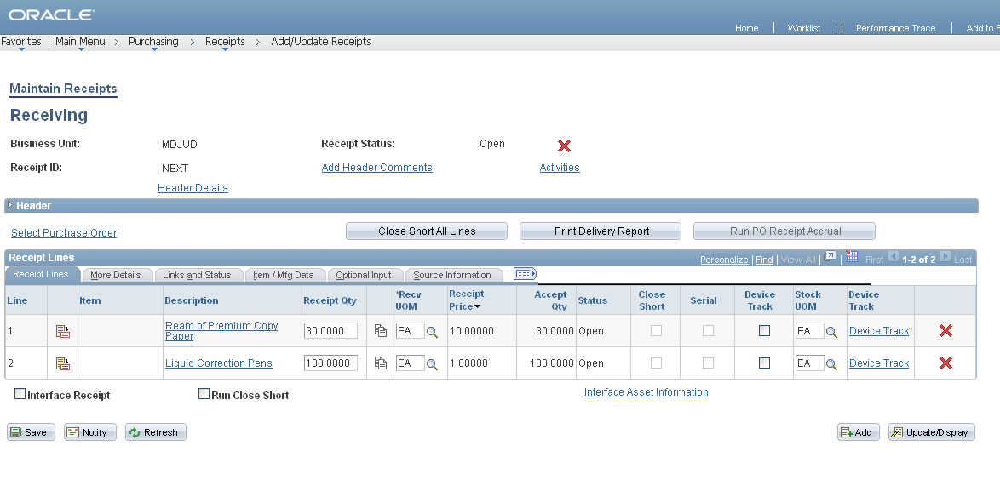 ORACLE®
Home | Worklist | | Performance Trace | Add to F
Favorites Main Menu > Purchasing > Receipts > Add/Update Receipts
Maintain Receipts
Receiving
Business Unit: MDJUD Receipt Status: Open
Receipt ID: NEXT Add Header Comments Activities
Header Details
Header
Select Purchase Order Close Short All Lines Print Delivery Report Run PO Receipt Accrual
Receipt Lines Personalize | Find | View All | | First 1-2 of 2 Last
Receipt Lines More Details Links and Status Item / Mfg Data Optional Input Source Information
Line Item Description Receipt Qty *Recv UOM Receipt Price Accept Qty Status Close Short Serial Device Track Stock UOM Device Track
1 Ream of Premium Copy Paper 30.0000 EA 10.00000 30.0000 Open EA Device Track
2 Liquid Correction Pens 100.0000 EA 1.00000 100.0000 Open EA Device Track
Interface Receipt Run Close Short Interface Asset Information
Save Notify Refresh Add Update/Display